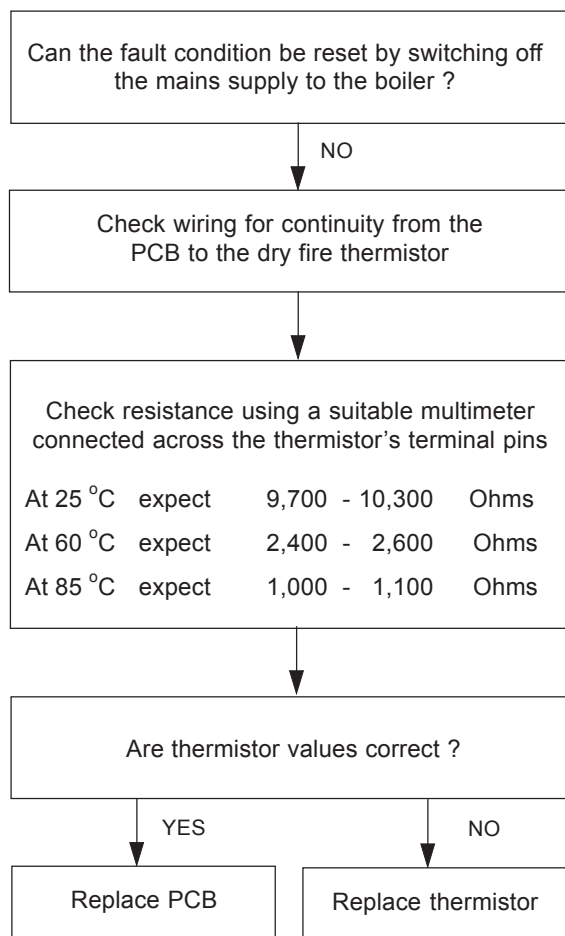 Can the fault condition be reset by switching off
the mains supply to the boiler ?
NO
Check wiring for continuity from the
PCB to the dry fire thermistor
Check resistance using a suitable multimeter
connected across the thermistor’s terminal pins
At 25 °C expect 9,700 - 10,300 Ohms
At 60 °C expect 2,400 - 2,600 Ohms
At 85 °C expect 1,000 - 1,100 Ohms
Are thermistor values correct ?
YES
NO
Replace PCB
Replace thermistor